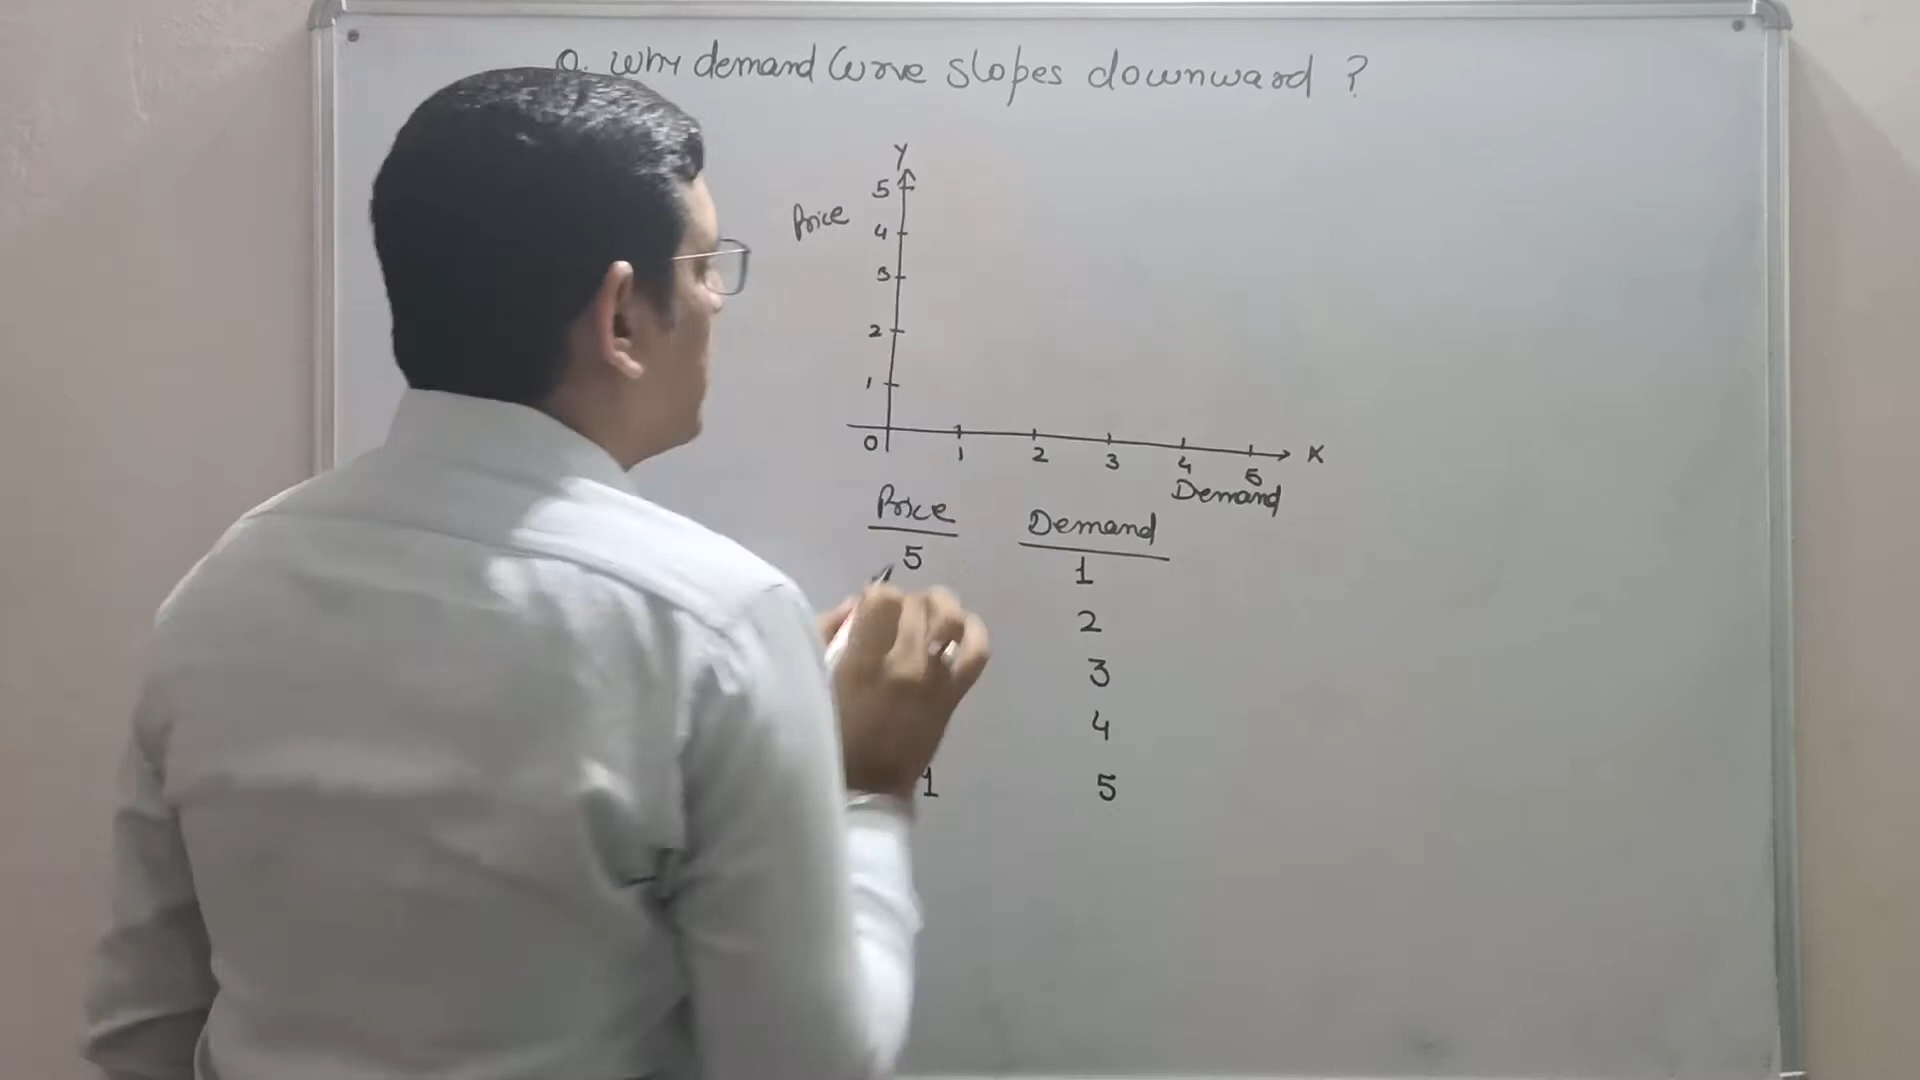 Q. Why demand Curve slopes downward ?
Y
5
Price
4
3
2
1
0 1 2 3 4 5 X
Demand
Price Demand
5 1
2
3
4
1 5